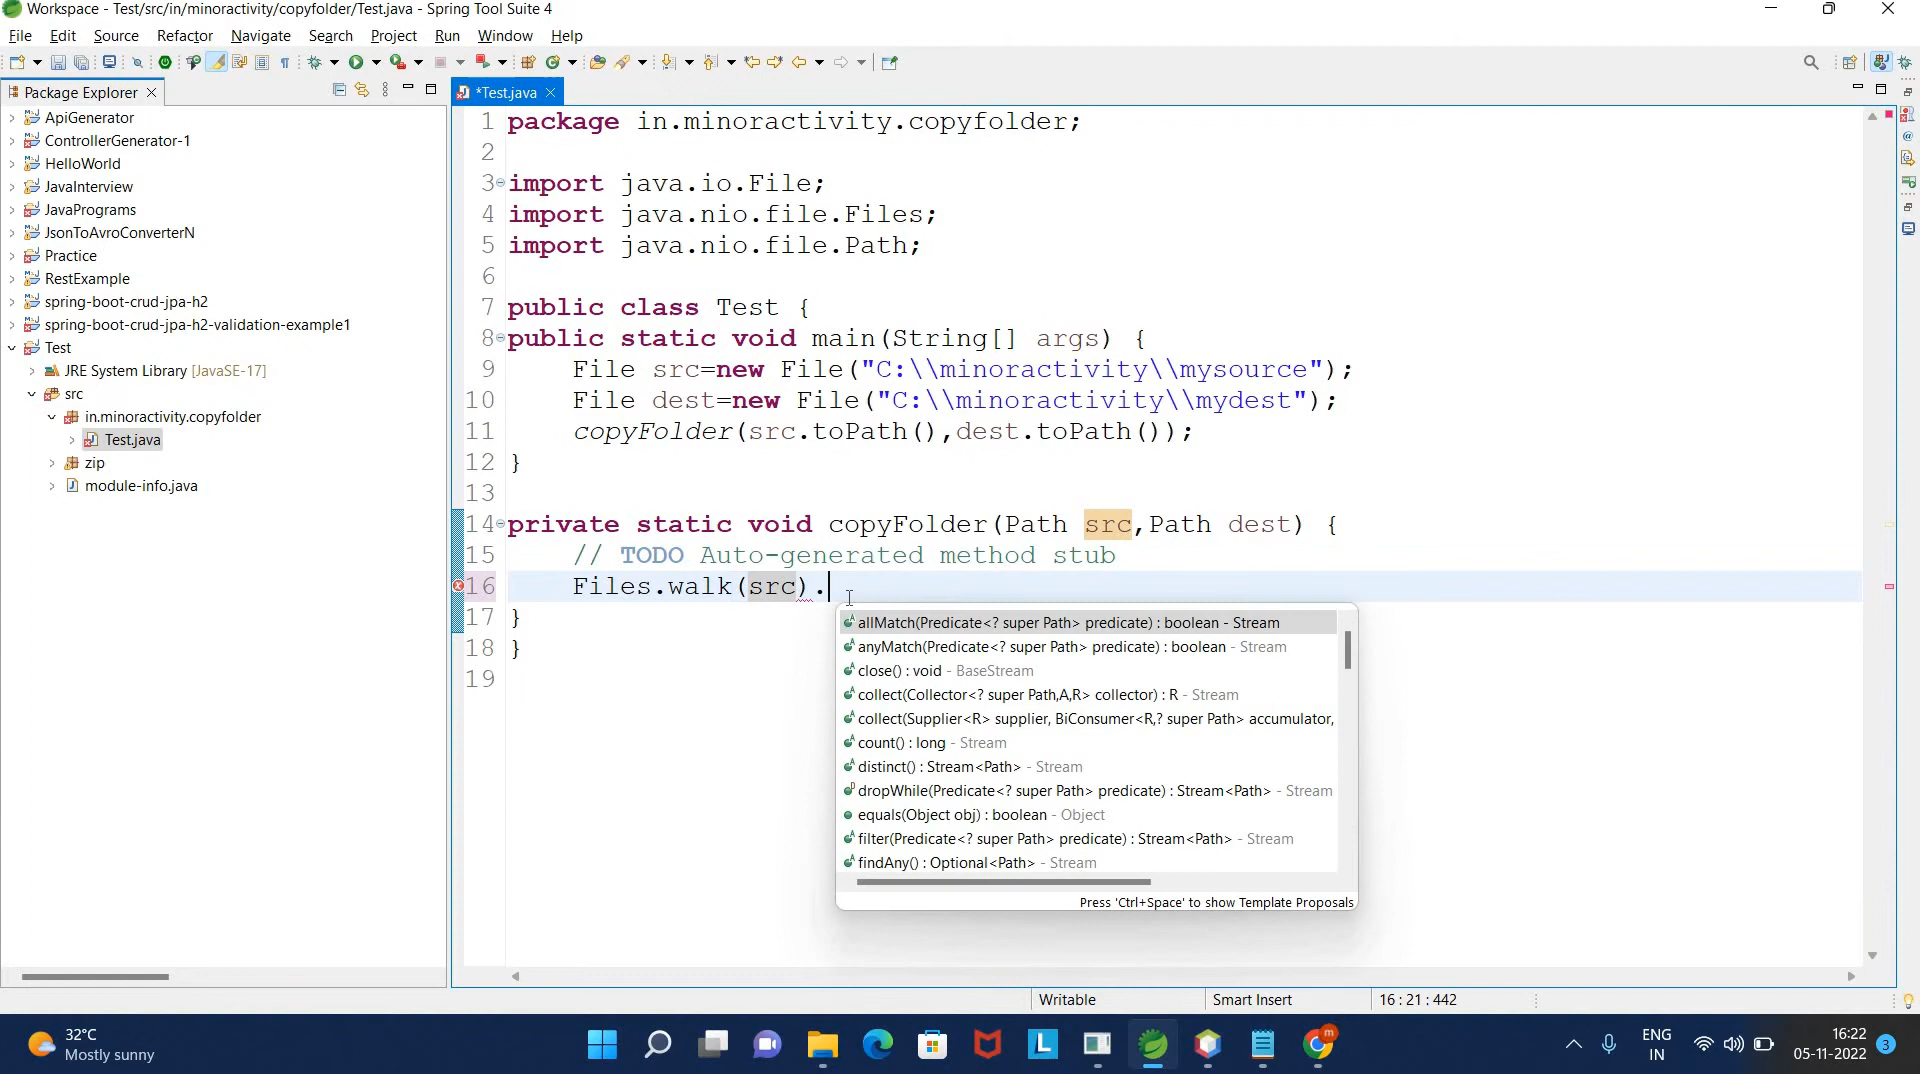 Workspace - Test/src/in/minoractivity/copyfolder/Test.java - Spring Tool Suite 4
File Edit Source Refactor Navigate Search Project Run Window Help
Package Explorer
*Test.java
ApiGenerator
ControllerGenerator-1
HelloWorld
JavaInterview
JavaPrograms
JsonToAvroConverterN
Practice
RestExample
spring-boot-crud-jpa-h2
spring-boot-crud-jpa-h2-validation-example1
Test
JRE System Library [JavaSE-17]
src
in.minoractivity.copyfolder
Test.java
zip
module-info.java
1 package in.minoractivity.copyfolder;
2
3 import java.io.File;
4 import java.nio.file.Files;
5 import java.nio.file.Path;
6
7 public class Test {
8 public static void main(String[] args) {
9 File src=new File("C:\\minoractivity\\mysource");
10 File dest=new File("C:\\minoractivity\\mydest");
11 copyFolder(src.toPath(),dest.toPath());
12 }
13
14 private static void copyFolder(Path src,Path dest) {
15 // TODO Auto-generated method stub
16 Files.walk(src).
17 }
18 }
19
allMatch(Predicate<? super Path> predicate) : boolean - Stream
anyMatch(Predicate<? super Path> predicate) : boolean - Stream
close() : void - BaseStream
collect(Collector<? super Path,A,R> collector) : R - Stream
collect(Supplier<R> supplier, BiConsumer<R,? super Path> accumulator,
count() : long - Stream
distinct() : Stream<Path> - Stream
dropWhile(Predicate<? super Path> predicate) : Stream<Path> - Stream
equals(Object obj) : boolean - Object
filter(Predicate<? super Path> predicate) : Stream<Path> - Stream
findAny() : Optional<Path> - Stream
Press 'Ctrl+Space' to show Template Proposals
Writable
Smart Insert
16 : 21 : 442
32°C
Mostly sunny
L
m
ENG
IN
16:22
05-11-2022
3